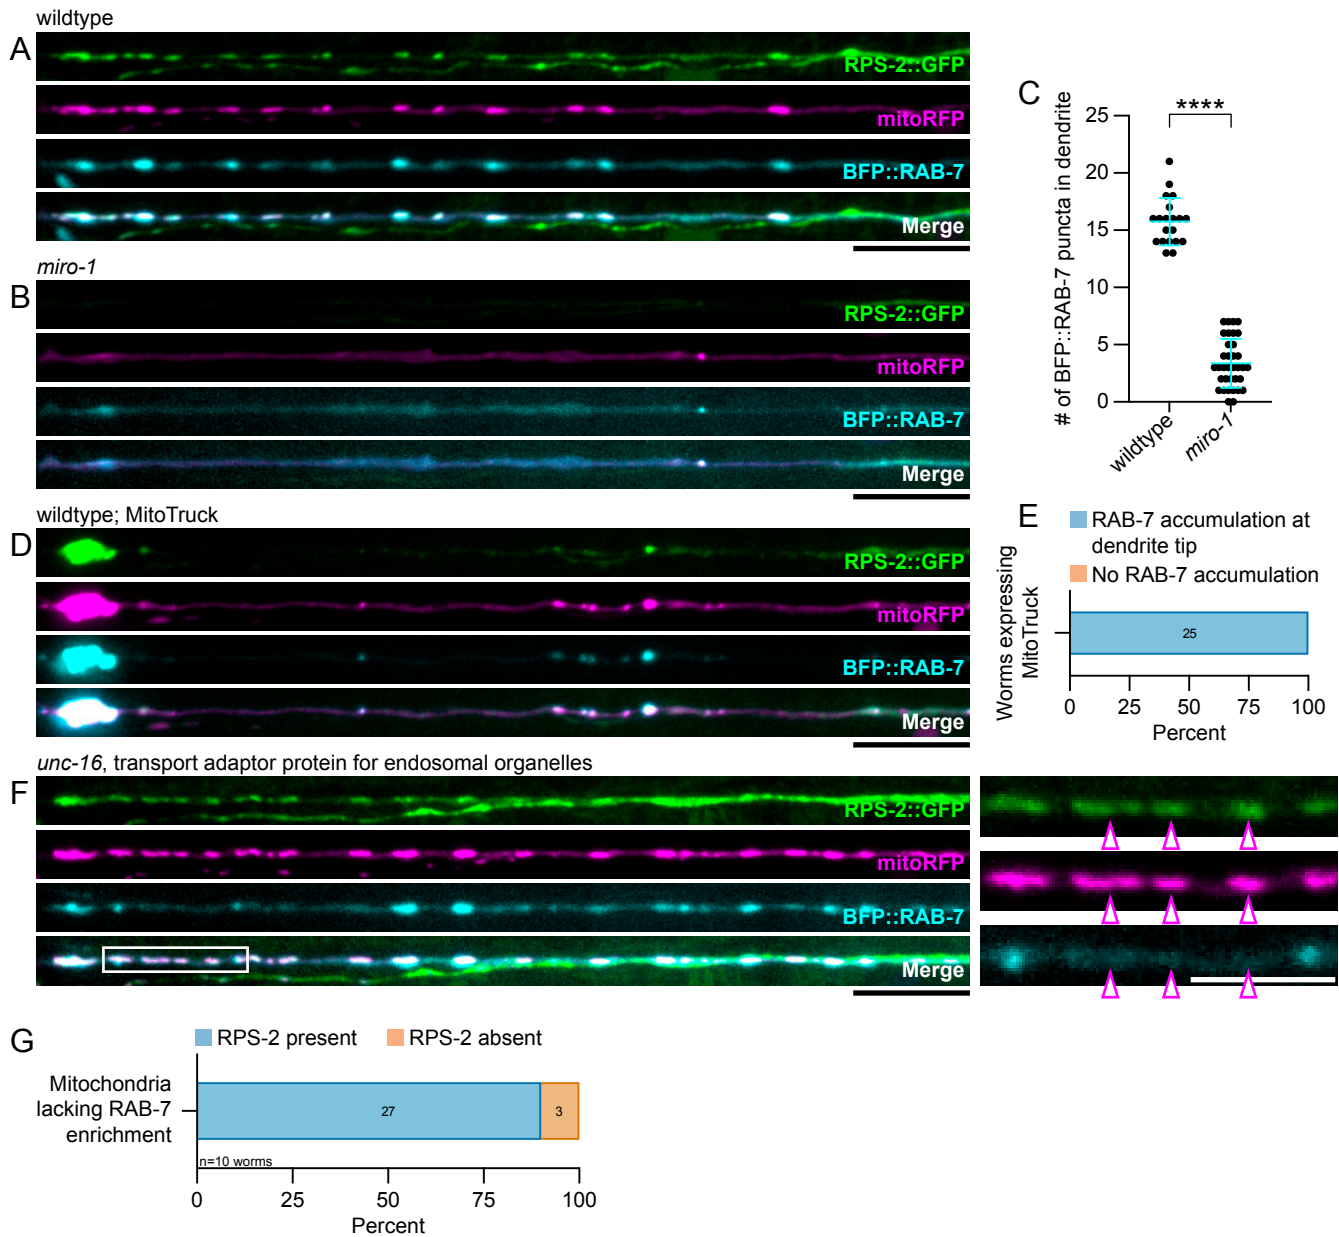 wildtype
A
RPS-2::GFP
mitoRFP
BFP::RAB-7
Merge
miro-1
B
RPS-2::GFP
mitoRFP
BFP::RAB-7
Merge
C
****
# of BFP::RAB-7 puncta in dendrite
25
20
15
10
5
0
wildtype
miro-1
wildtype; MitoTruck
D
RPS-2::GFP
mitoRFP
BFP::RAB-7
Merge
E
RAB-7 accumulation at
dendrite tip
No RAB-7 accumulation
Worms expressing
MitoTruck
25
0 25 50 75 100
Percent
unc-16, transport adaptor protein for endosomal organelles
F
RPS-2::GFP
mitoRFP
BFP::RAB-7
Merge
G
RPS-2 present RPS-2 absent
Mitochondria
lacking RAB-7
enrichment
27 3
n=10 worms
0 25 50 75 100
Percent